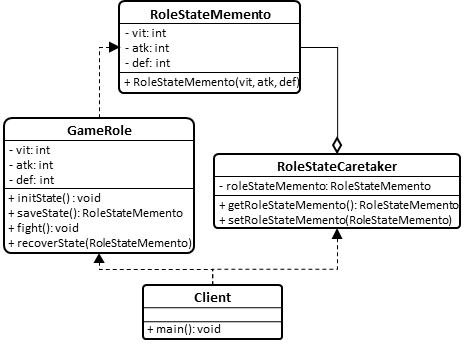 RoleStateMemento
- vit: int
- atk: int
- def: int
+ RoleStateMemento(vit, atk, def)
GameRole
- vit: int
- atk: int
- def: int
+ initState() : void
+ saveState(): RoleStateMemento
+ fight(): void
+ recoverState(RoleStateMemento)
RoleStateCaretaker
- roleStateMemento: RoleStateMemento
+ getRoleStateMemento(): RoleStateMemento
+ setRoleStateMemento(RoleStateMemento)
Client
+ main(): void